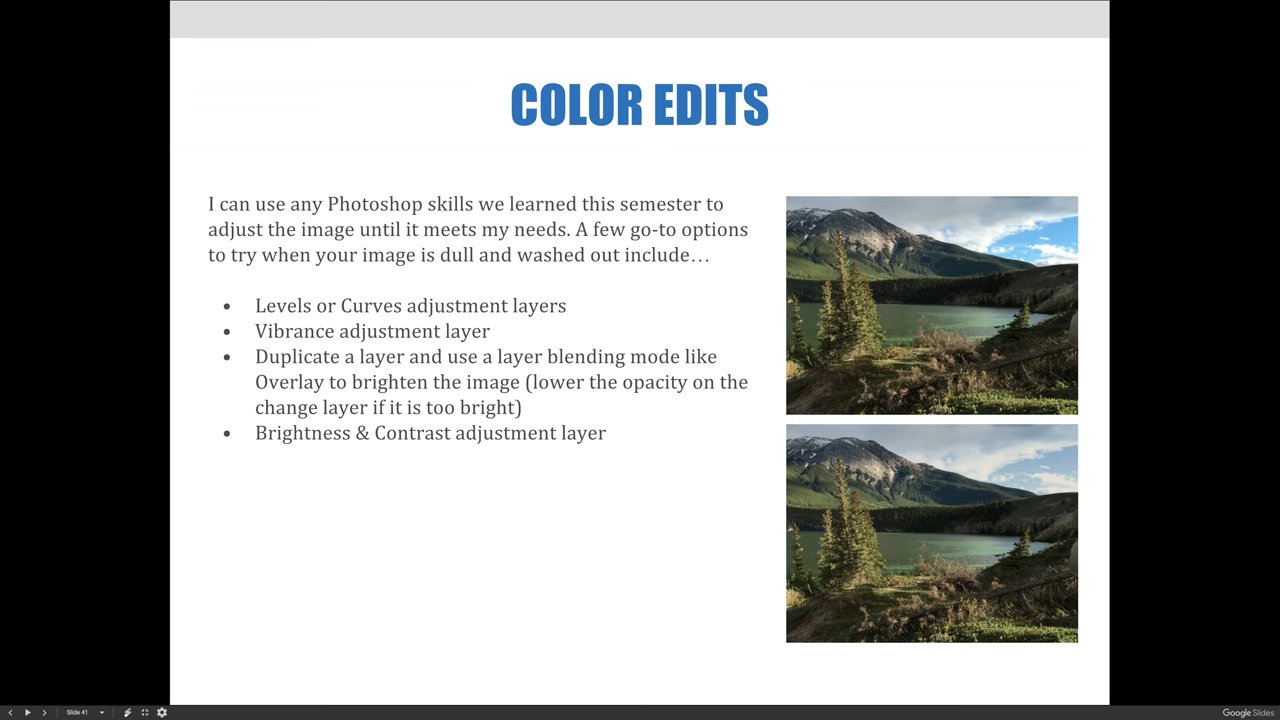 COLOR EDITS
I can use any Photoshop skills we learned this semester to
adjust the image until it meets my needs. A few go-to options
to try when your image is dull and washed out include…
• Levels or Curves adjustment layers
• Vibrance adjustment layer
• Duplicate a layer and use a layer blending mode like
Overlay to brighten the image (lower the opacity on the
change layer if it is too bright)
• Brightness & Contrast adjustment layer
Slide 41
Google Slides